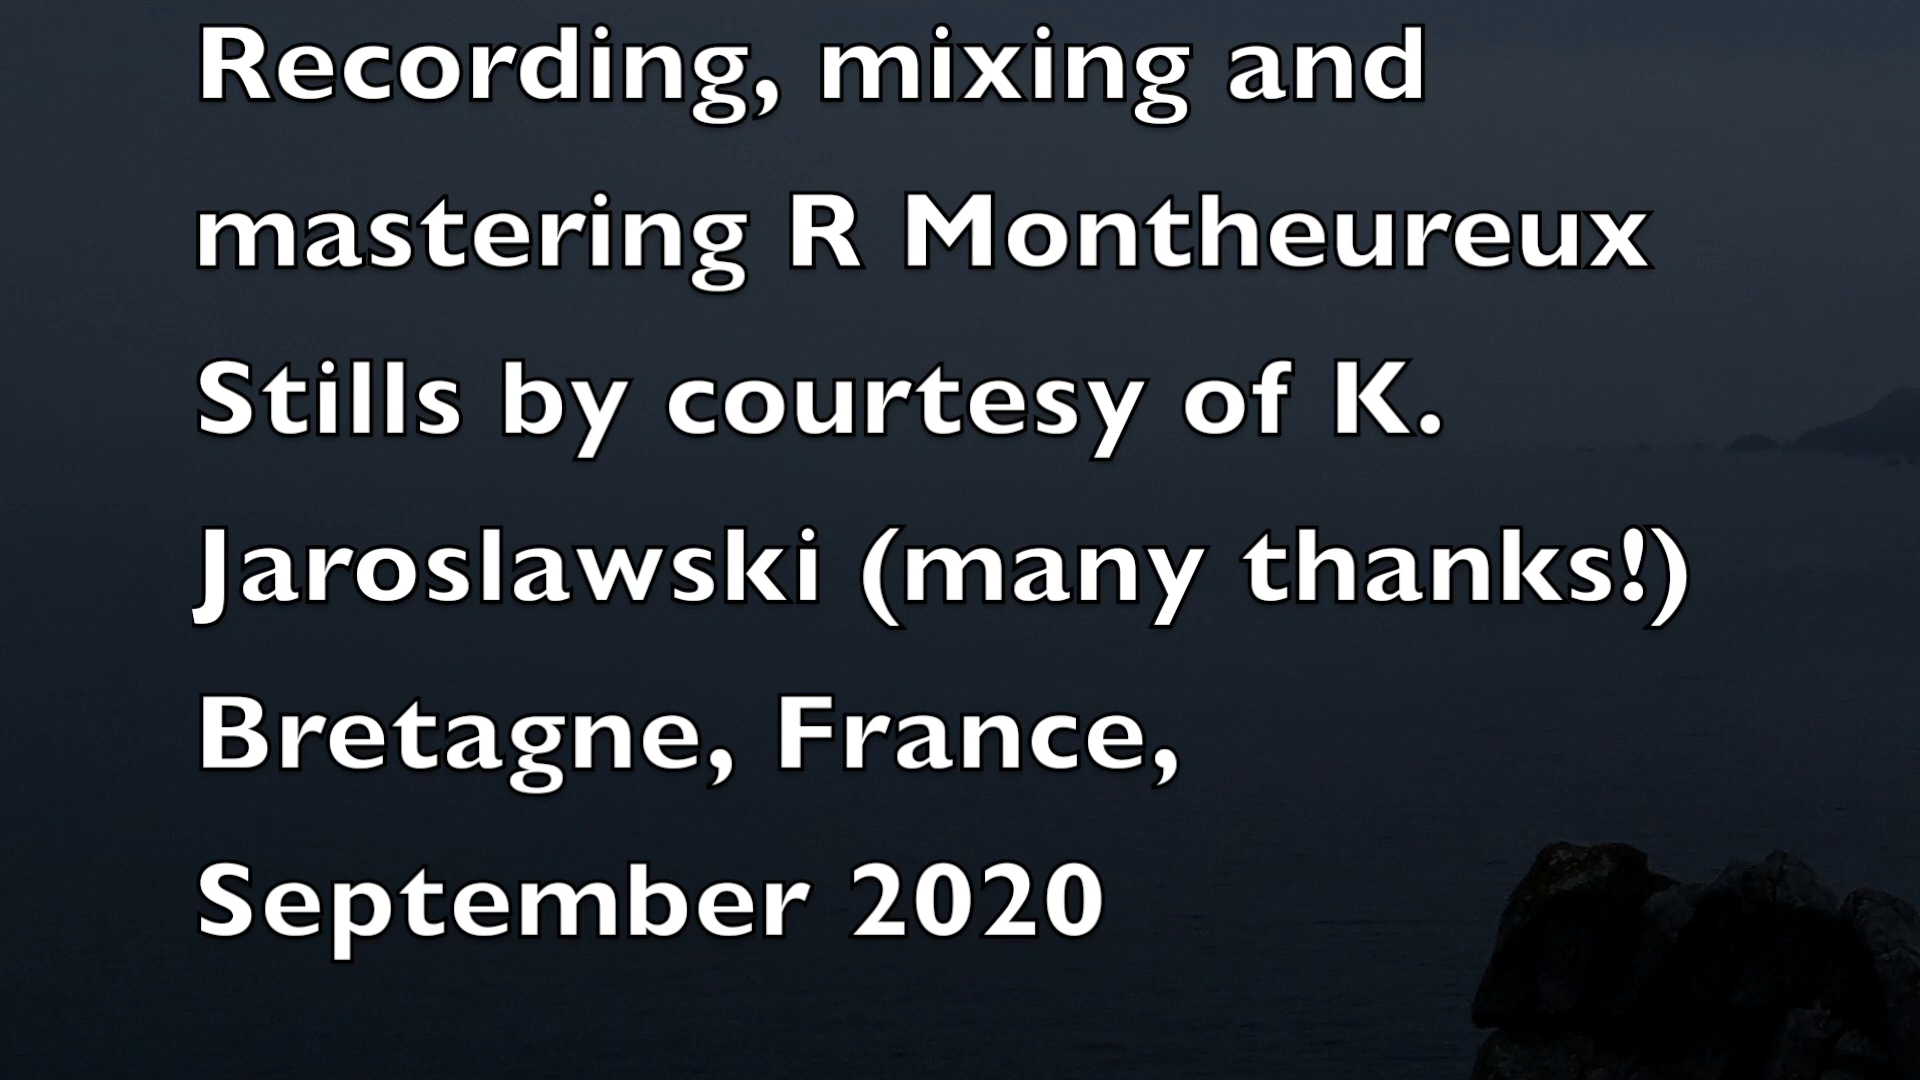 Recording, mixing and
mastering R Montheureux
Stills by courtesy of K.
Jaroslawski (many thanks!)
Bretagne, France,
September 2020